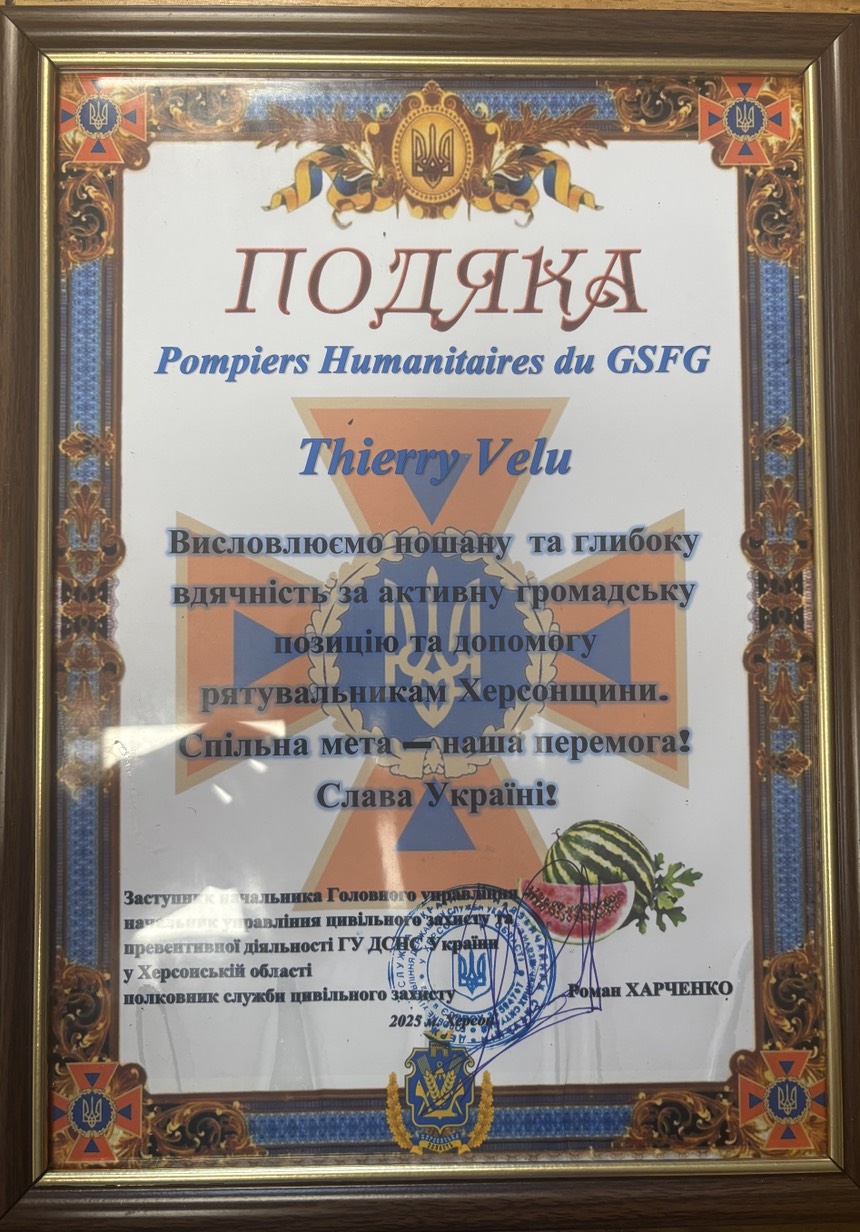 ПОДЯКА
Pompiers Humanitaires du GSFG
Thierry Velu
Висловлюємо пошану та глибоку
вдячність за активну громадську
позицію та допомогу
рятувальникам Херсонщини.
Спільна мета — наша перемога!
Слава Україні!
Заступник начальника Головного управління
начальник управління цивільного захисту та
превентивної діяльності ГУ ДСНС України
у Херсонській області
полковник служби цивільного захисту
Роман ХАРЧЕНКО
2025 м. Херсон